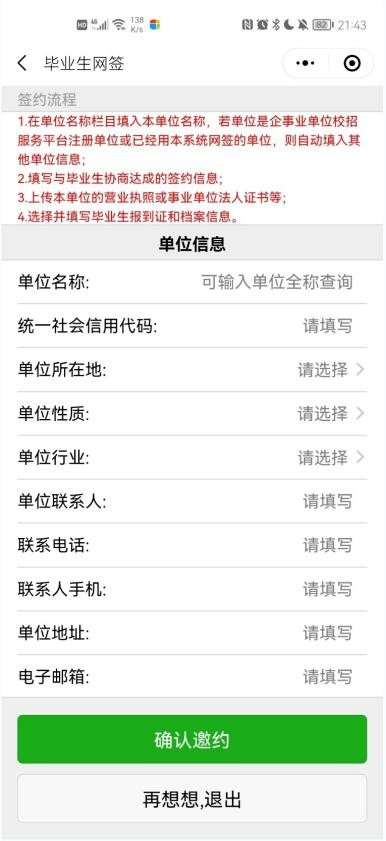 HD 46 138 K/s 82 21:43
毕业生网签
签约流程
1.在单位名称栏目填入本单位名称，若单位是企事业单位校招
服务平台注册单位或已经用本系统网签的单位，则自动填入其
他单位信息；
2.填写与毕业生协商达成的签约信息；
3.上传本单位的营业执照或事业单位法人证书等；
4.选择并填写毕业生报到证和档案信息。
单位信息
单位名称: 可输入单位全称查询
统一社会信用代码: 请填写
单位所在地: 请选择
单位性质: 请选择
单位行业: 请选择
单位联系人: 请填写
联系电话: 请填写
联系人手机: 请填写
单位地址: 请填写
电子邮箱: 请填写
确认邀约
再想想,退出